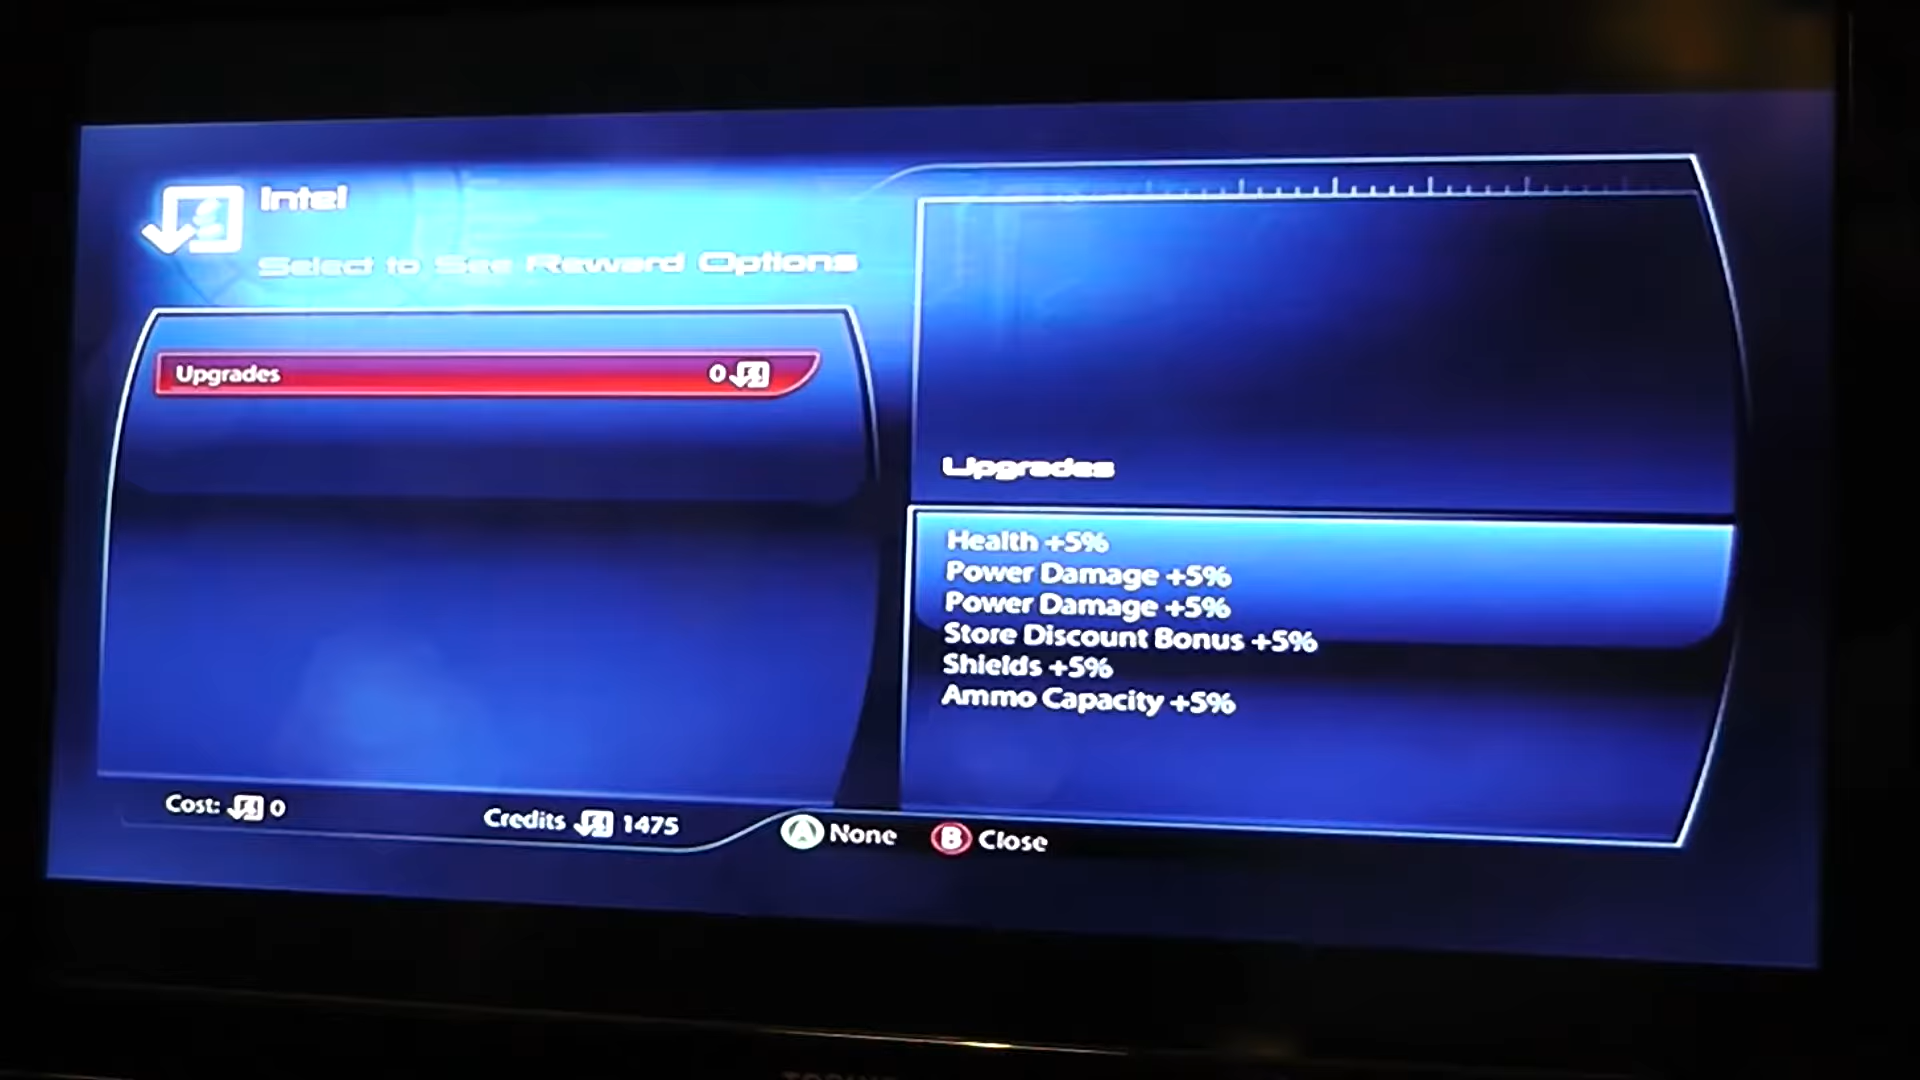 Intel
Select to See Reward Options
Upgrades 0
Upgrades
Health +5%
Power Damage +5%
Power Damage +5%
Store Discount Bonus +5%
Shields +5%
Ammo Capacity +5%
Cost: 0
Credits 1475
A None
B Close